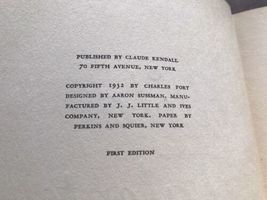 PUBLISHED BY CLAUDE KENDALL
70 FIFTH AVENUE, NEW YORK
COPYRIGHT 1932 BY CHARLES FORT
DESIGNED BY AARON SUSSMAN, MANU-
FACTURED BY J. J. LITTLE AND IVES
COMPANY, NEW YORK. PAPER BY
PERKINS AND SQUIER, NEW YORK
FIRST EDITION